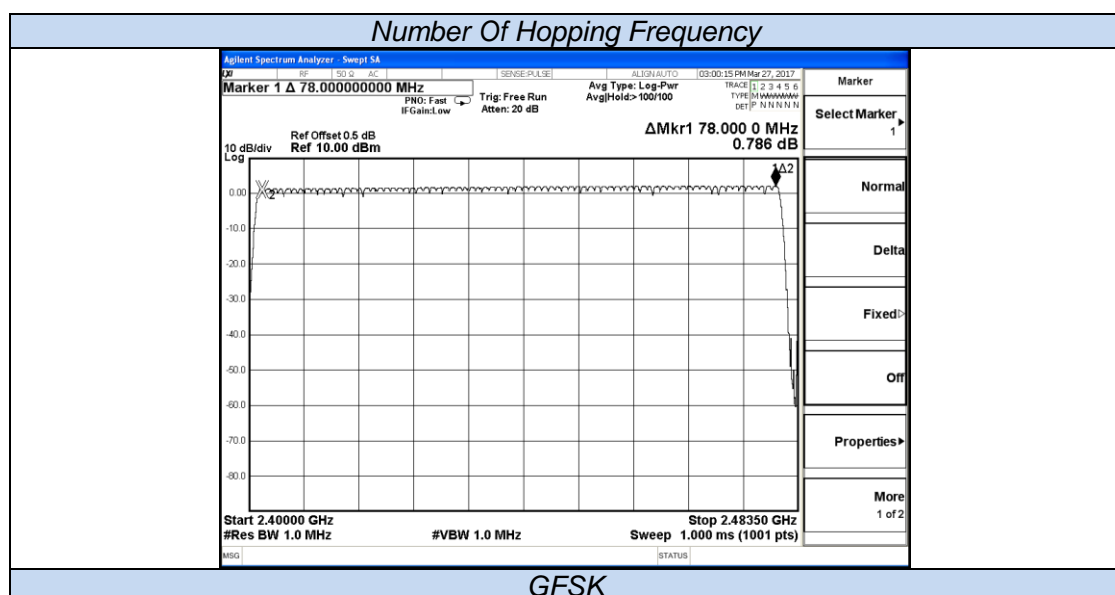 Number Of Hopping Frequency
Agilent Spectrum Analyzer - Swept SA
LXI RF 50 Ω AC SENSE:PULSE ALIGN AUTO 03:00:15 PM Mar 27, 2017
Marker 1 Δ 78.000000000 MHz
PNO: Fast
IFGain:Low
Trig: Free Run
Atten: 20 dB
Avg Type: Log-Pwr
Avg|Hold:>100/100
TRACE 1 2 3 4 5 6
TYPE M W W W W W
DET P N N N N N
Ref Offset 0.5 dB
Ref 10.00 dBm
10 dB/div
Log
ΔMkr1 78.000 0 MHz
0.786 dB
1Δ2
2
0.00
-10.0
-20.0
-30.0
-40.0
-50.0
-60.0
-70.0
-80.0
Start 2.40000 GHz
Stop 2.48350 GHz
#Res BW 1.0 MHz
#VBW 1.0 MHz
Sweep 1.000 ms (1001 pts)
MSG
STATUS
Marker
Select Marker
1
Normal
Delta
Fixed
Off
Properties
More
1 of 2
GFSK